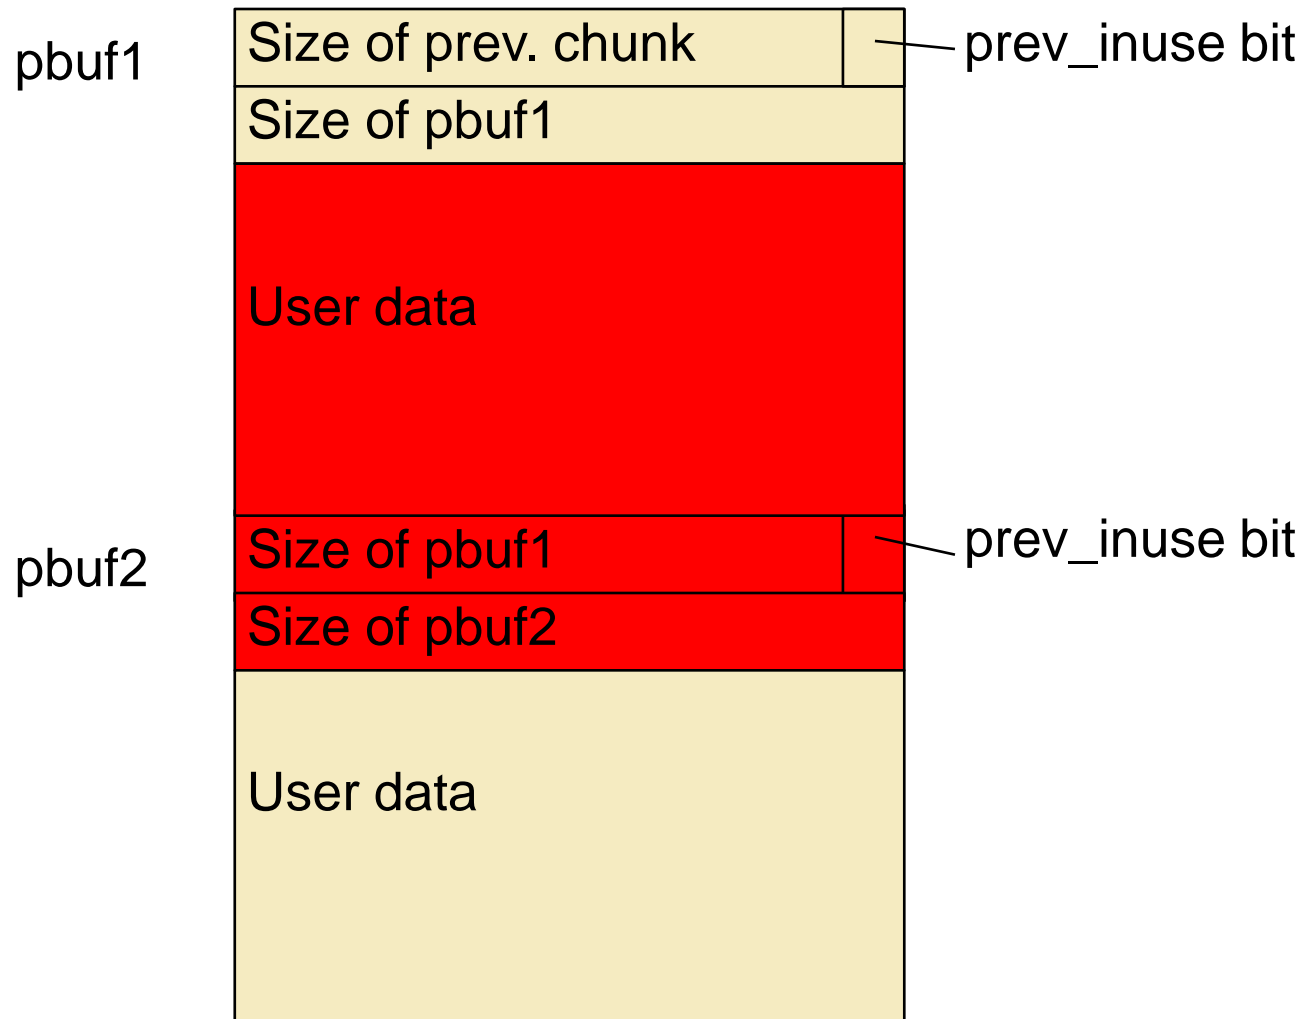 pbuf1
Size of prev. chunk
prev_inuse bit
Size of pbuf1
User data
pbuf2
Size of pbuf1
prev_inuse bit
Size of pbuf2
User data